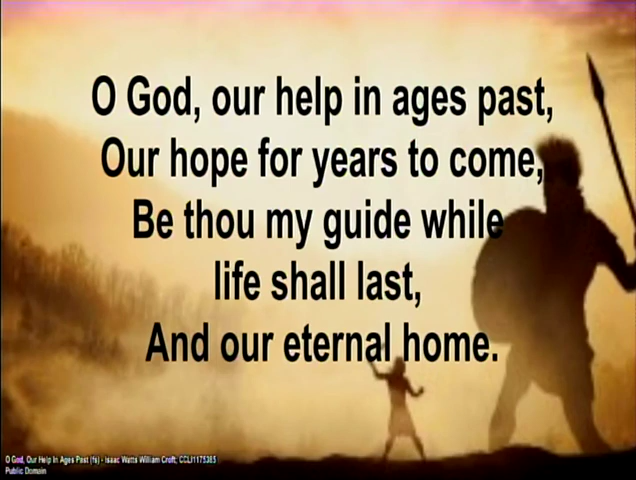 O God, our help in ages past,
Our hope for years to come,
Be thou my guide while
life shall last,
And our eternal home.
O God, Our Help In Ages Past (fs) - Isaac Watts William Croft, CCLI1175385
Public Domain